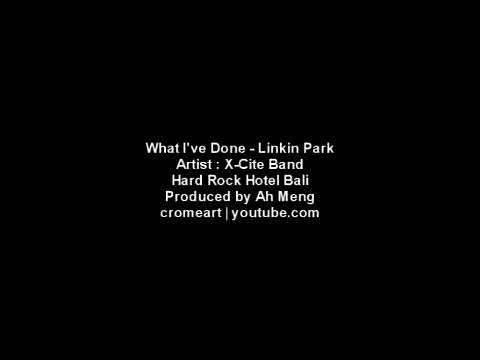 What I've Done - Linkin Park
Artist : X-Cite Band
Hard Rock Hotel Bali
Produced by Ah Meng
cromeart | youtube.com